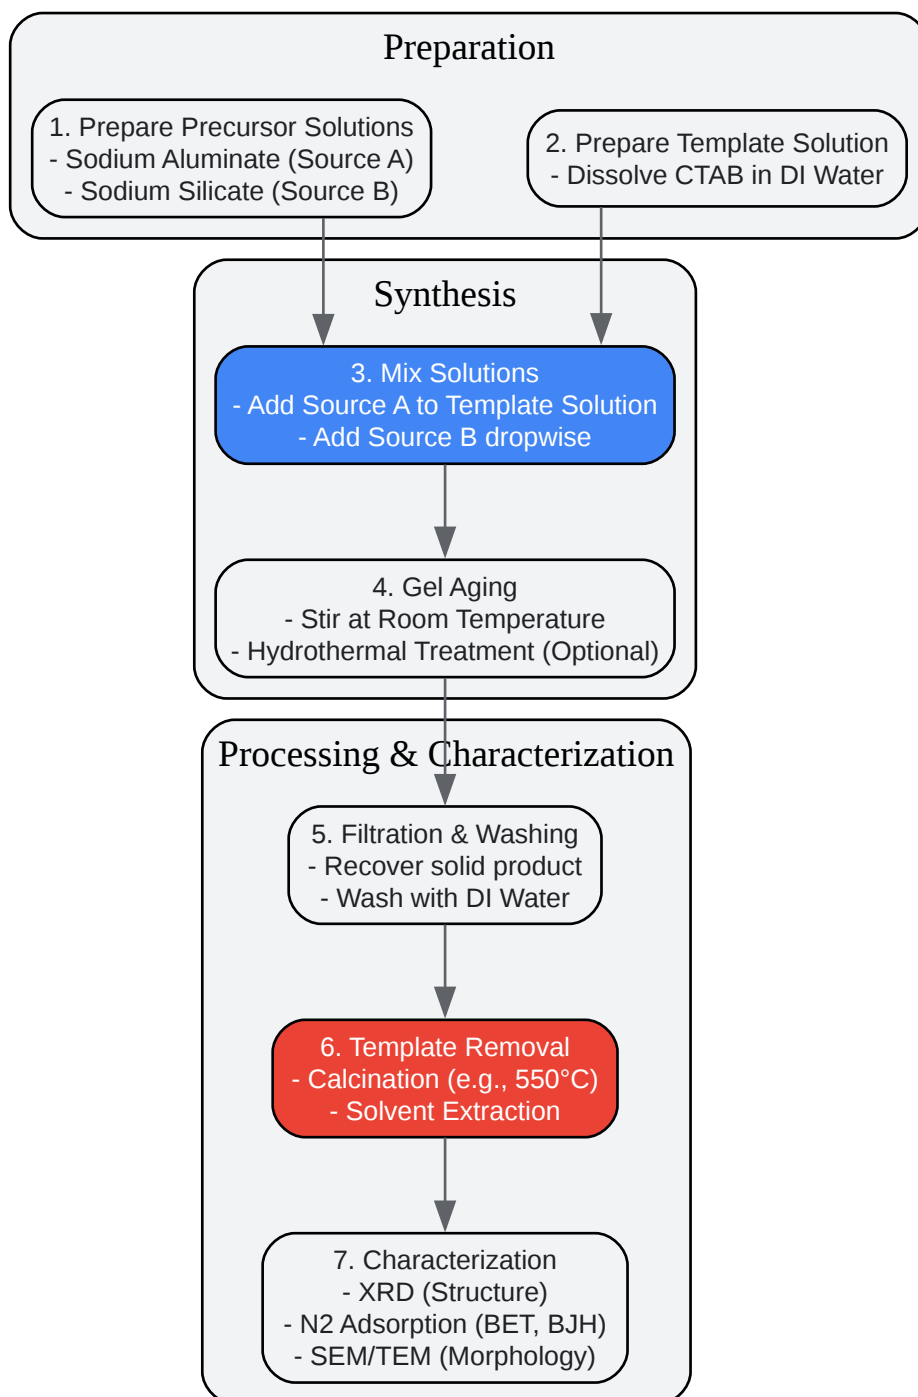 Preparation
1. Prepare Precursor Solutions
- Sodium Aluminate (Source A)
- Sodium Silicate (Source B)
2. Prepare Template Solution
- Dissolve CTAB in DI Water
Synthesis
3. Mix Solutions
- Add Source A to Template Solution
- Add Source B dropwise
4. Gel Aging
- Stir at Room Temperature
- Hydrothermal Treatment (Optional)
Processing & Characterization
5. Filtration & Washing
- Recover solid product
- Wash with DI Water
6. Template Removal
- Calcination (e.g., 550°C)
- Solvent Extraction
7. Characterization
- XRD (Structure)
- N2 Adsorption (BET, BJH)
- SEM/TEM (Morphology)